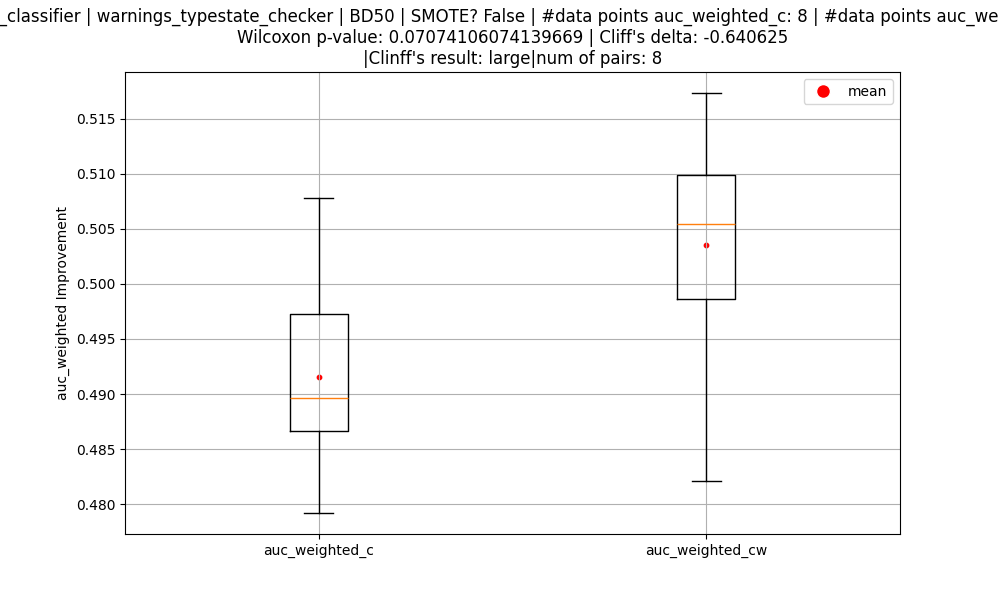 _classifier | warnings_typestate_checker | BD50 | SMOTE? False | #data points auc_weighted_c: 8 | #data points auc_we
Wilcoxon p-value: 0.07074106074139669 | Cliff's delta: -0.640625
|Clinff's result: large|num of pairs: 8
mean
0.515
0.510
0.505
0.500
0.495
0.490
0.485
0.480
auc_weighted Improvement
auc_weighted_c
auc_weighted_cw